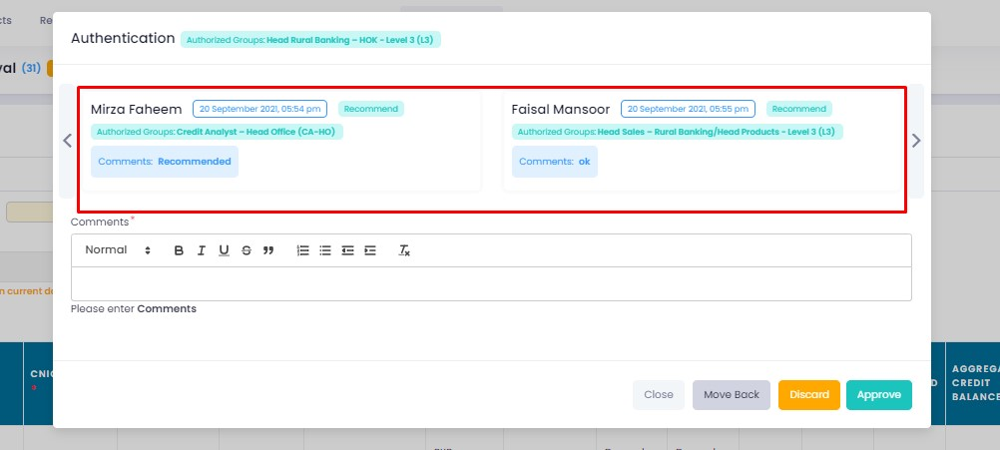 Authentication Authorized Groups: Head Rural Banking – HOK - Level 3 (L3)
(31)
Mirza Faheem 20 September 2021, 05:54 pm Recommend
Authorized Groups: Credit Analyst – Head Office (CA-HO)
Comments: Recommended
Faisal Mansoor 20 September 2021, 05:55 pm Recommend
Authorized Groups: Head Sales – Rural Banking/Head Products - Level 3 (L3)
Comments: ok
Comments*
Normal B I U S
Please enter Comments
n current de
CNIC
AGGREGA
CREDIT
BALANCE
Close Move Back Discard Approve